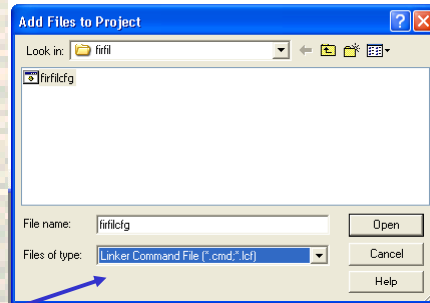 Add Files to Project
Look in: firfil
firfilcfg
File name: firfilcfg Open
Files of type: Linker Command File (*.cmd;*.lcf) Cancel
Help